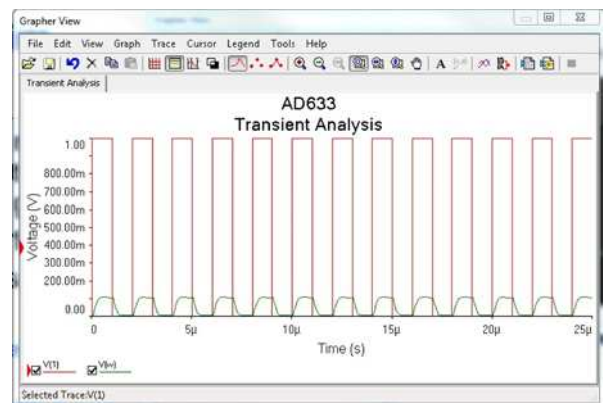 Grapher View
File Edit View Graph Trace Cursor Legend Tools Help
A
Transient Analysis
AD633
Transient Analysis
Voltage (V)
1.00
800.00m
700.00m
600.00m
500.00m
400.00m
300.00m
200.00m
0.00
0 5µ 10µ 15µ 20µ 25µ
Time (s)
V(1) V(w)
Selected Trace:V(1)